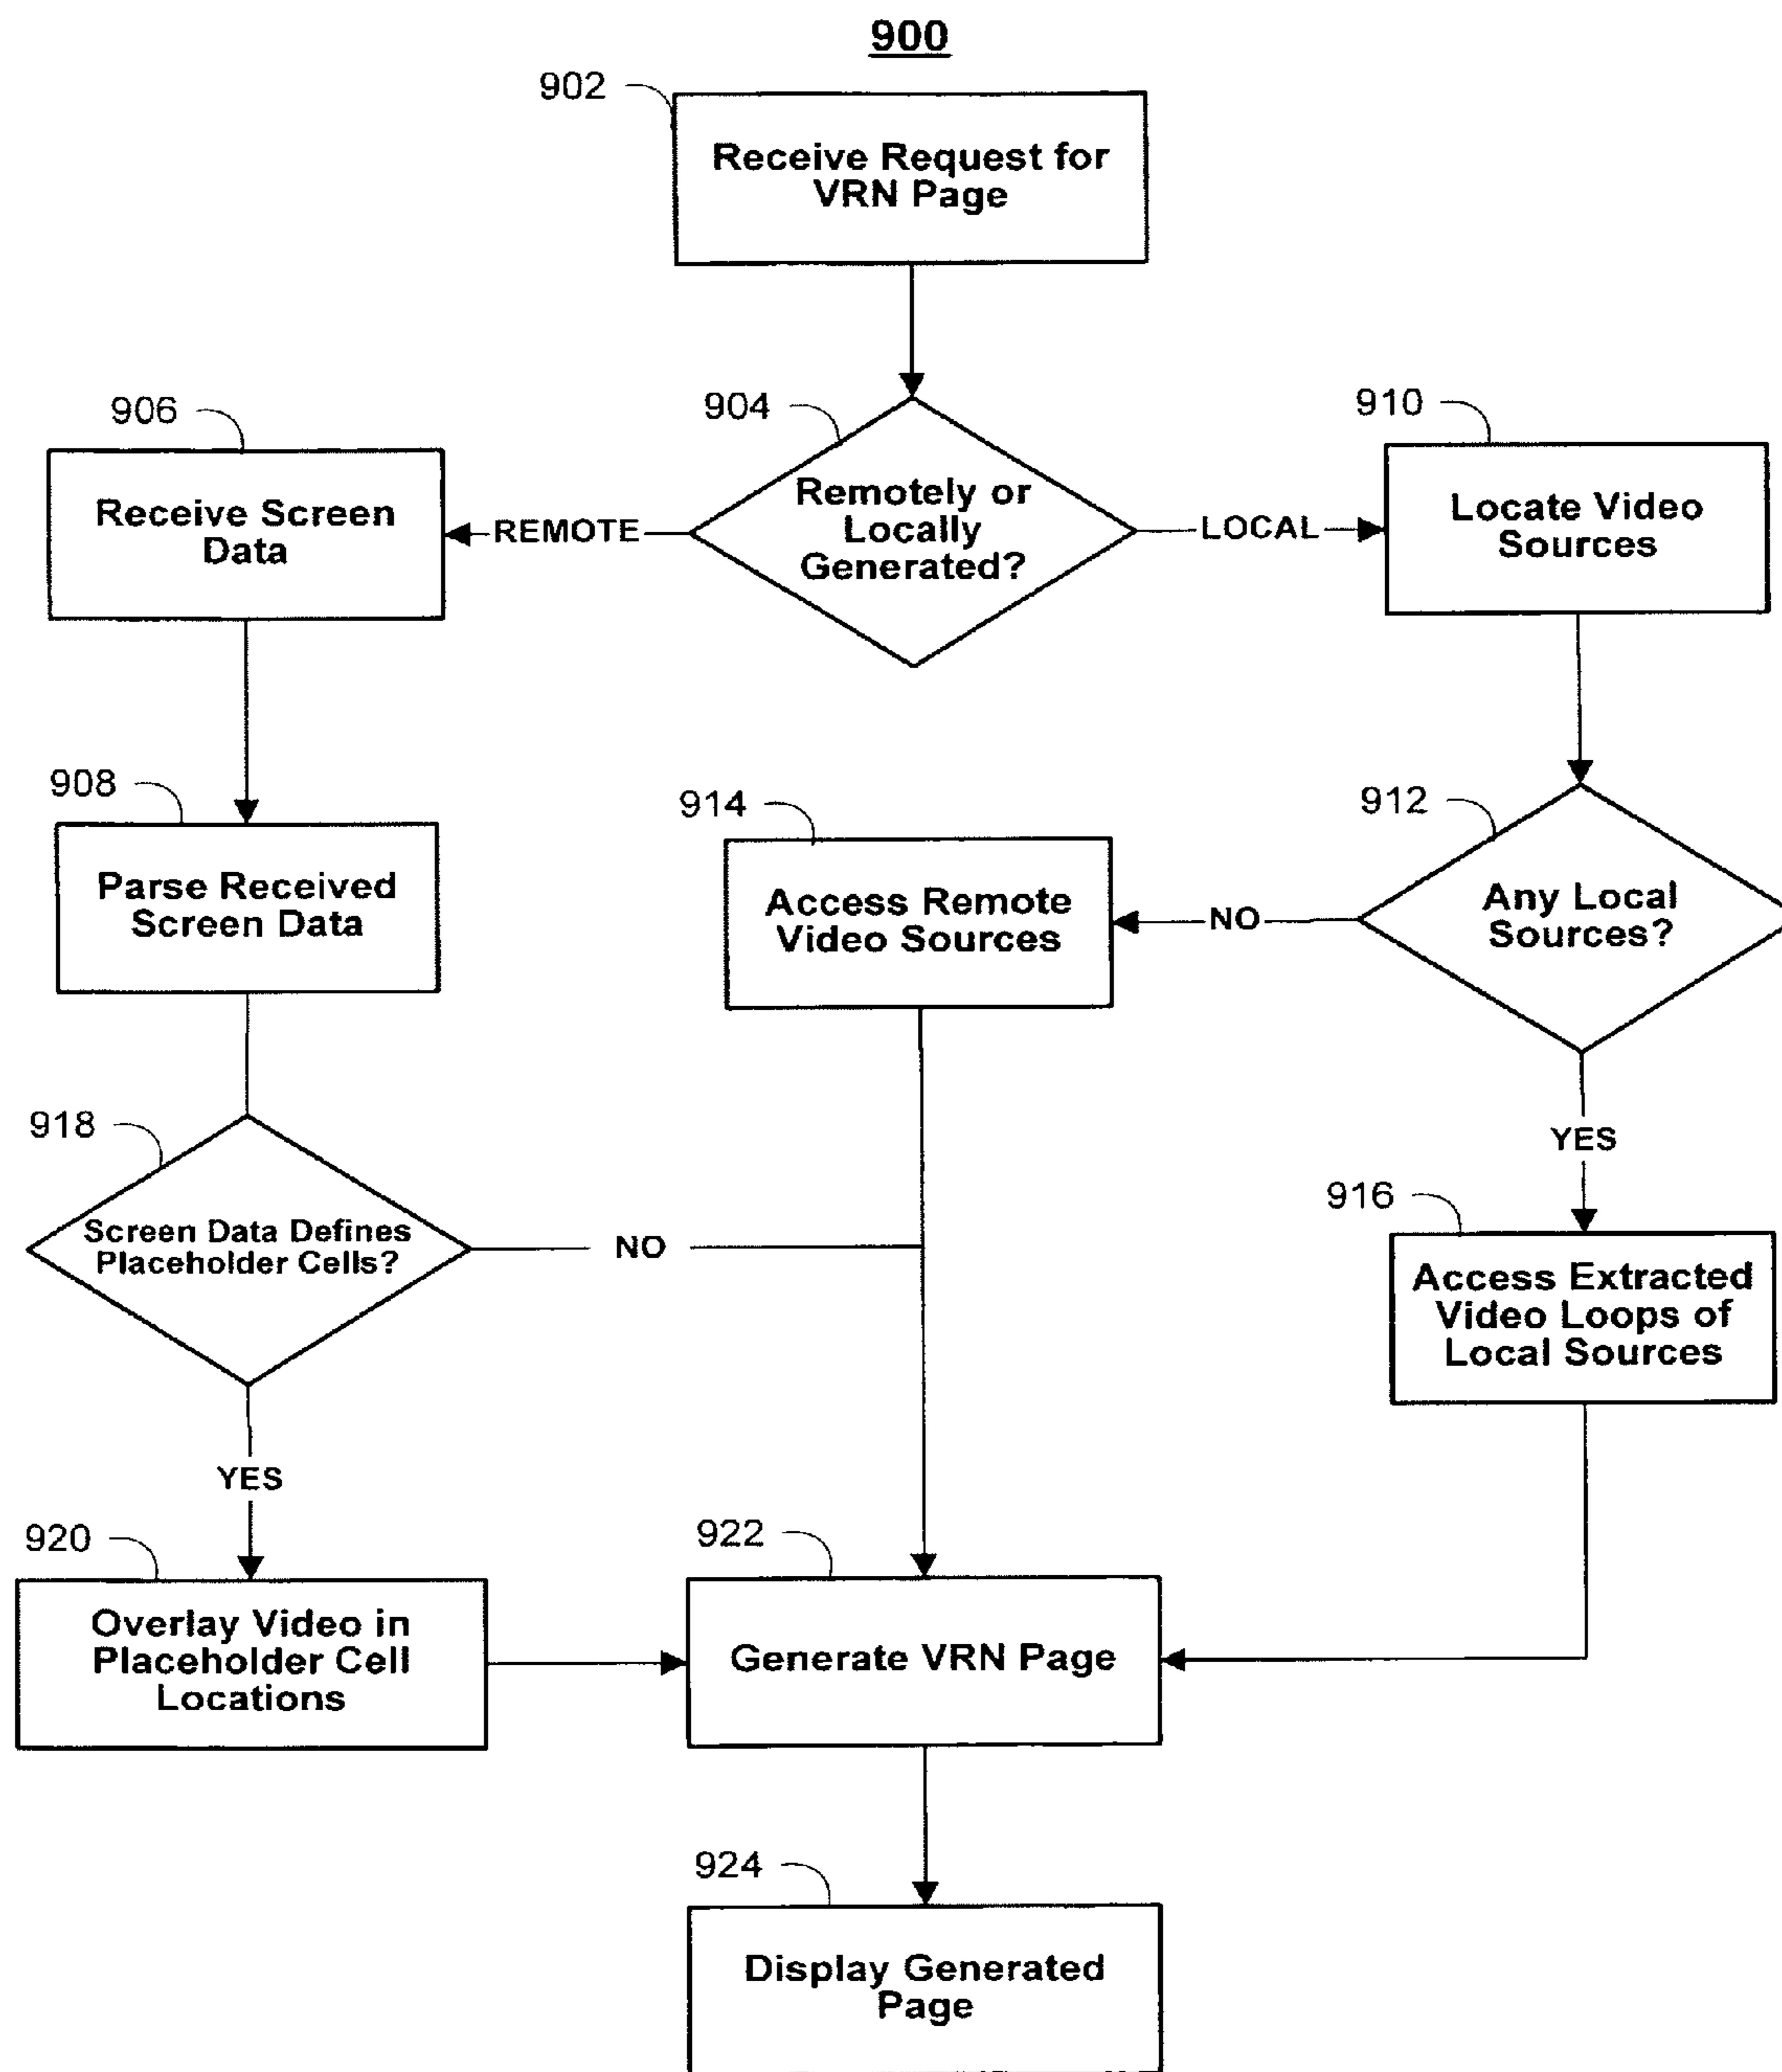 900
902
Receive Request for
VRN Page
904
Remotely or
Locally
Generated?
REMOTE
LOCAL
906
Receive Screen
Data
910
Locate Video
Sources
908
Parse Received
Screen Data
914
Access Remote
Video Sources
912
Any Local
Sources?
NO
YES
918
Screen Data Defines
Placeholder Cells?
NO
YES
916
Access Extracted
Video Loops of
Local Sources
920
Overlay Video in
Placeholder Cell
Locations
922
Generate VRN Page
924
Display Generated
Page